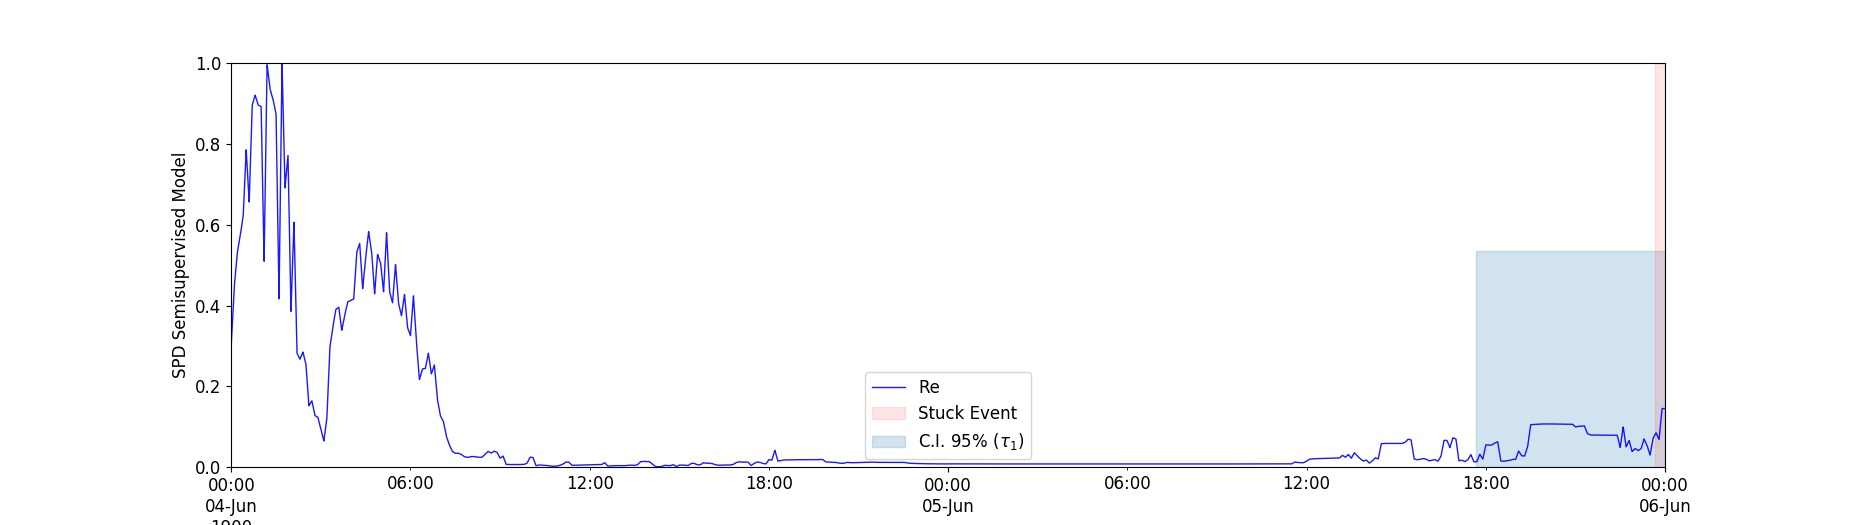 SPD Semisupervised Model
1.0
0.8
0.6
0.4
0.2
0.0
Re
Stuck Event
C.I. 95% (τ₁)
00:00 06:00 12:00 18:00 00:00 06:00 12:00 18:00 00:00
04-Jun 05-Jun 06-Jun
1900